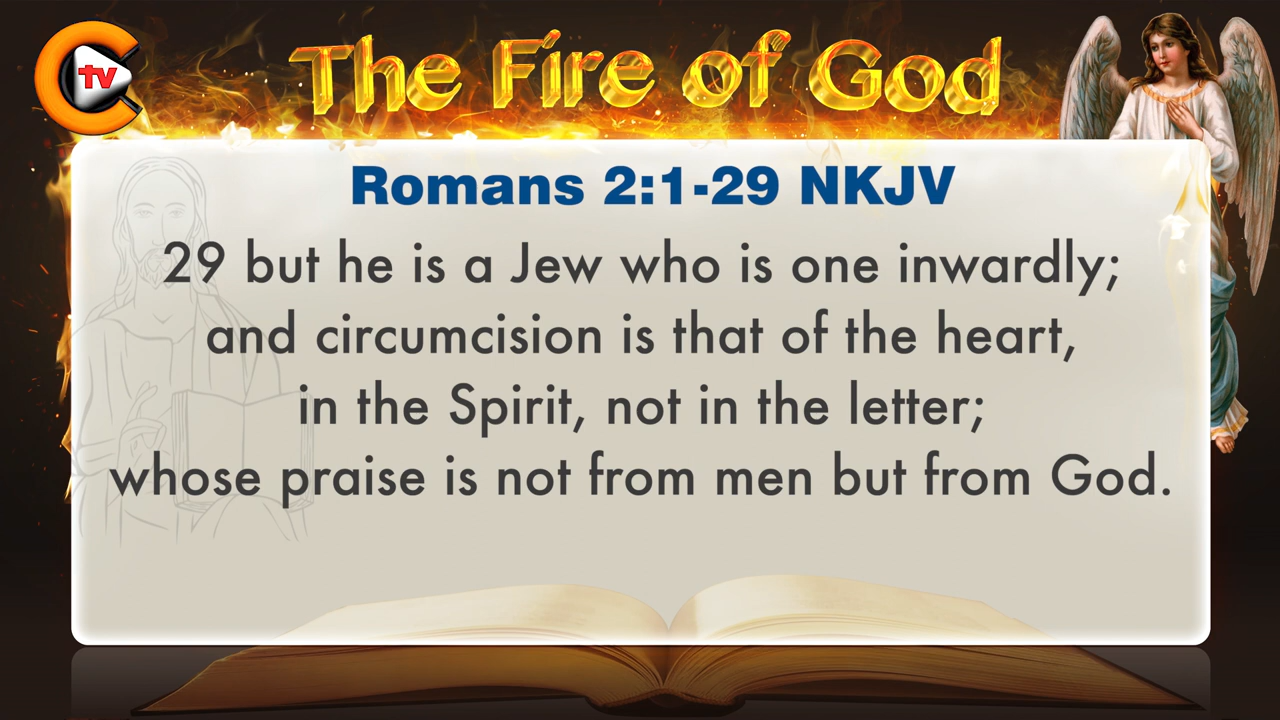 tv
The Fire of God
Romans 2:1-29 NKJV
29 but he is a Jew who is one inwardly;
and circumcision is that of the heart,
in the Spirit, not in the letter;
whose praise is not from men but from God.